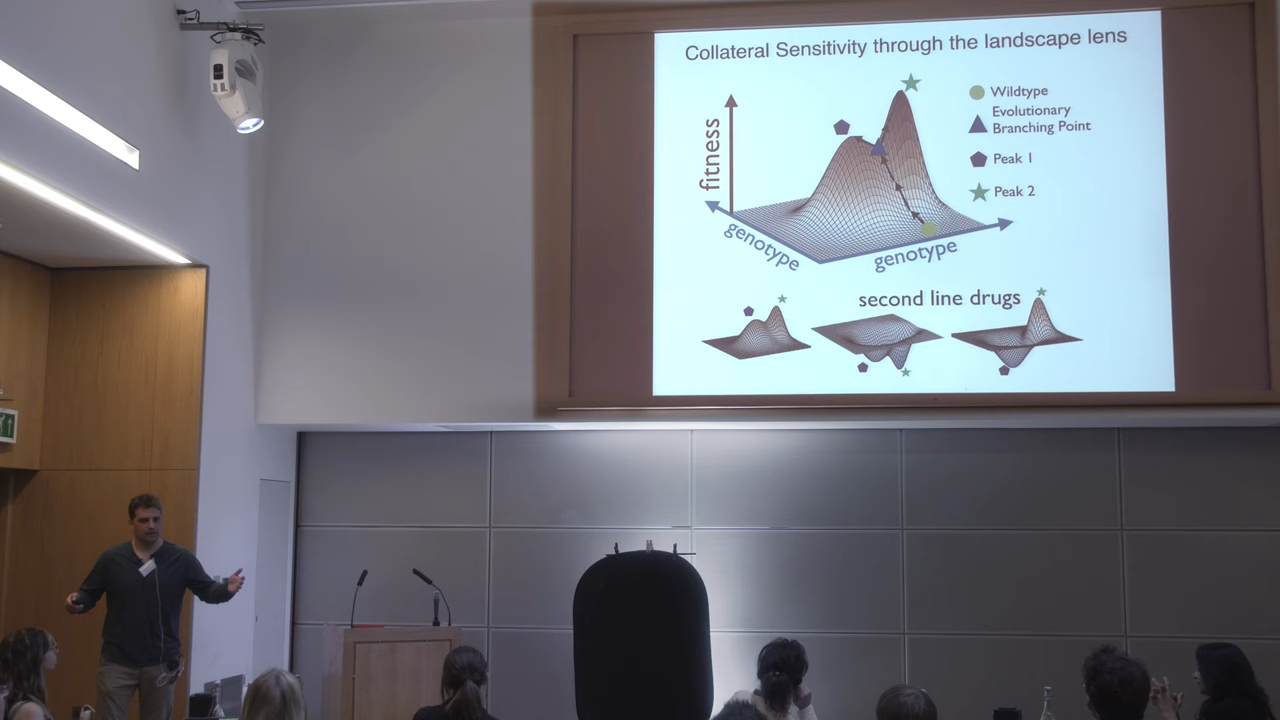 Collateral Sensitivity through the landscape lens
fitness
genotype
genotype
Wildtype
Evolutionary
Branching Point
Peak 1
Peak 2
second line drugs